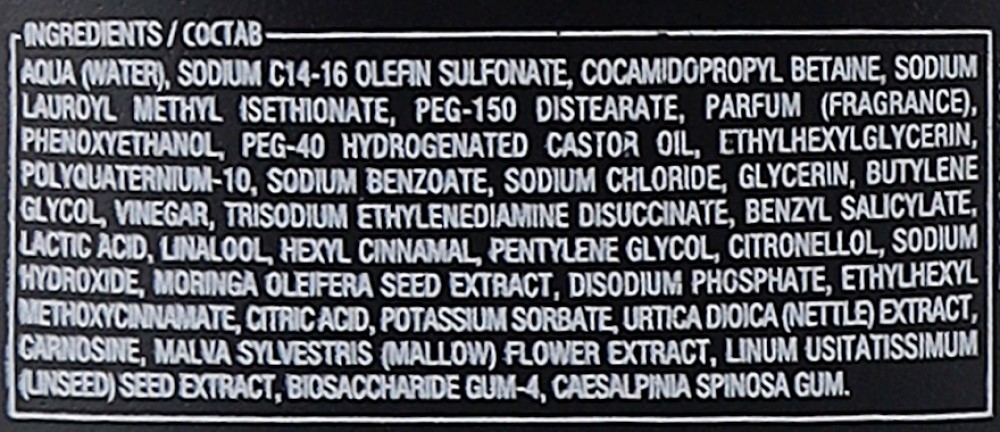 INGREDIENTS / СОСТАВ
AQUA (WATER), SODIUM C14-16 OLEFIN SULFONATE, COCAMIDOPROPYL BETAINE, SODIUM
LAUROYL METHYL ISETHIONATE, PEG-150 DISTEARATE, PARFUM (FRAGRANCE),
PHENOXYETHANOL, PEG-40 HYDROGENATED CASTOR OIL, ETHYLHEXYLGLYCERIN,
POLYQUATERNIUM-10, SODIUM BENZOATE, SODIUM CHLORIDE, GLYCERIN, BUTYLENE
GLYCOL, VINEGAR, TRISODIUM ETHYLENEDIAMINE DISUCCINATE, BENZYL SALICYLATE,
LACTIC ACID, LINALOOL, HEXYL CINNAMAL, PENTYLENE GLYCOL, CITRONELLOL, SODIUM
HYDROXIDE, MORINGA OLEIFERA SEED EXTRACT, DISODIUM PHOSPHATE, ETHYLHEXYL
METHOXYCINNAMATE, CITRIC ACID, POTASSIUM SORBATE, URTICA DIOICA (NETTLE) EXTRACT,
CARNOSINE, MALVA SYLVESTRIS (MALLOW) FLOWER EXTRACT, LINUM USITATISSIMUM
(LINSEED) SEED EXTRACT, BIOSACCHARIDE GUM-4, CAESALPINIA SPINOSA GUM.